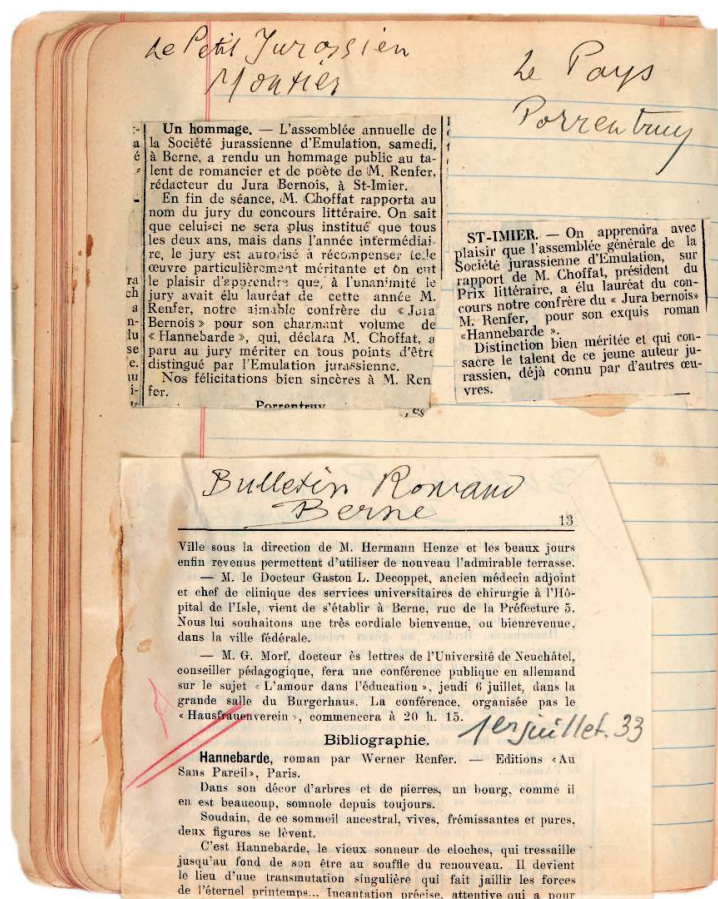 Le Petit Jurassien
Moutier
Un hommage. — L'assemblée annuelle de
la Société jurassienne d'Emulation, samedi,
à Berne, a rendu un hommage public au ta-
lent de romancier et de poète de M. Renfer,
rédacteur du Jura Bernois, à St-Imier.
En fin de séance, M. Choffat rapporta au
nom du jury du concours littéraire. On sait
que celui-ci ne sera plus institué que tous
les deux ans, mais dans l'année intermédiai-
re, le jury est autorisé à récompenser telle
œuvre particulièrement méritante et on eut
le plaisir d'apprendre que, à l'unanimité le
jury avait élu lauréat de cette année M.
Renfer, notre aimable confrère du « Jura
Bernois » pour son charmant volume de
« Hannebarde », qui, déclara M. Choffat, a
paru au jury mériter en tous points d'être
distingué par l'Emulation jurassienne.
Nos félicitations bien sincères à M. Ren
fer.
Porrentruy
Le Pays
Porrentruy
ST-IMIER. — On apprendra avec
plaisir que l'assemblée générale de la
Société jurassienne d'Emulation, sur
rapport de M. Choffat, président du
Prix littéraire, a élu lauréat du con-
cours notre confrère du « Jura bernois»
M. Renfer, pour son exquis roman
«Hannebarde ».
Distinction bien méritée et qui con-
sacre le talent de ce jeune auteur ju-
rassien, déjà connu par d'autres œu-
vres.
Bulletin Romand
Berne
13
Ville sous la direction de M. Hermann Henze et les beaux jours
enfin revenus permettent d'utiliser de nouveau l'admirable terrasse.
— M. le Docteur Gaston L. Decoppet, ancien médecin adjoint
et chef de clinique des services universitaires de chirurgie à l'Hô-
pital de l'Isle, vient de s'établir à Berne, rue de la Préfecture 5.
Nous lui souhaitons une très cordiale bienvenue, ou bienrevenue,
dans la ville fédérale.
— M. G. Morf, docteur ès lettres de l'Université de Neuchâtel,
conseiller pédagogique, fera une conférence publique en allemand
sur le sujet « L'amour dans l'éducation », jeudi 6 juillet, dans la
grande salle du Burgerhaus. La conférence, organisée pas le
« Hausfrauenverein », commencera à 20 h. 15.
1er juillet. 33
Bibliographie.
Hannebarde, roman par Werner Renfer. — Editions «Au
Sans Pareil», Paris.
Dans son décor d'arbres et de pierres, un bourg, comme il
en est beaucoup, somnole depuis toujours.
Soudain, de ce sommeil ancestral, vives, frémissantes et pures,
deux figures se lèvent.
C'est Hannebarde, le vieux sonneur de cloches, qui tressaille
jusqu'au fond de son être au souffle du renouveau. Il devient
le lieu d'une transmutation singulière qui fait jaillir les forces
de l'éternel printemps... Incantation précise, attentive qui a pour